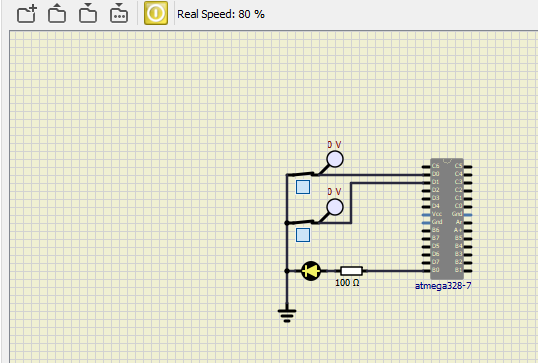 Real Speed: 80 %
0 V
0 V
100 Ω
C6 C5
D0 C4
D1 C3
D2 C2
D3 C1
D4 C0
Vcc Gnd
Gnd Ar
B6 A+
B7 B5
D5 B4
D6 B3
D7 B2
B0 B1
atmega328-7